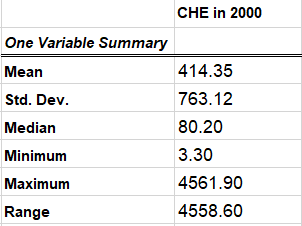 CHE in 2000
One Variable Summary
Mean 414.35
Std. Dev. 763.12
Median 80.20
Minimum 3.30
Maximum 4561.90
Range 4558.60